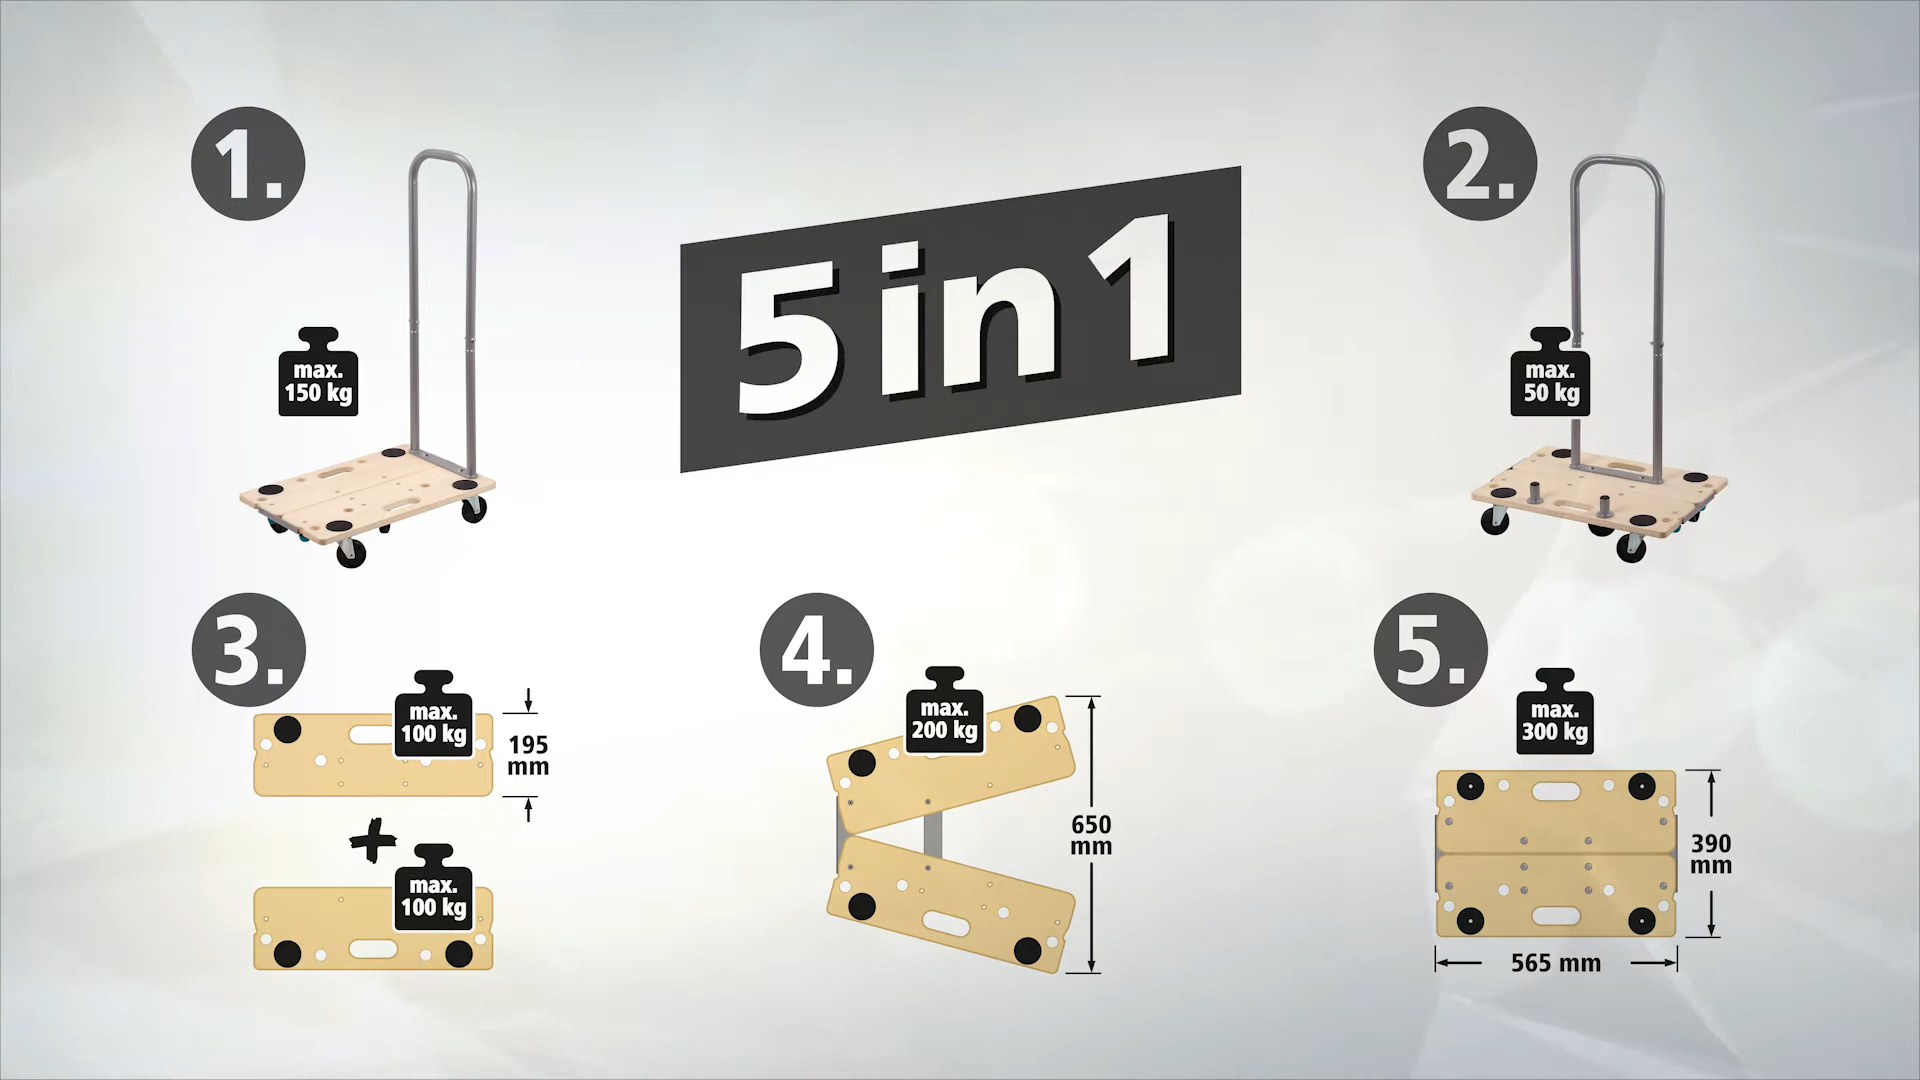 1.
max.
150 kg
5 in 1
2.
max.
50 kg
3.
max.
100 kg
195
mm
+
max.
100 kg
4.
max.
200 kg
650
mm
5.
max.
300 kg
390
mm
565 mm